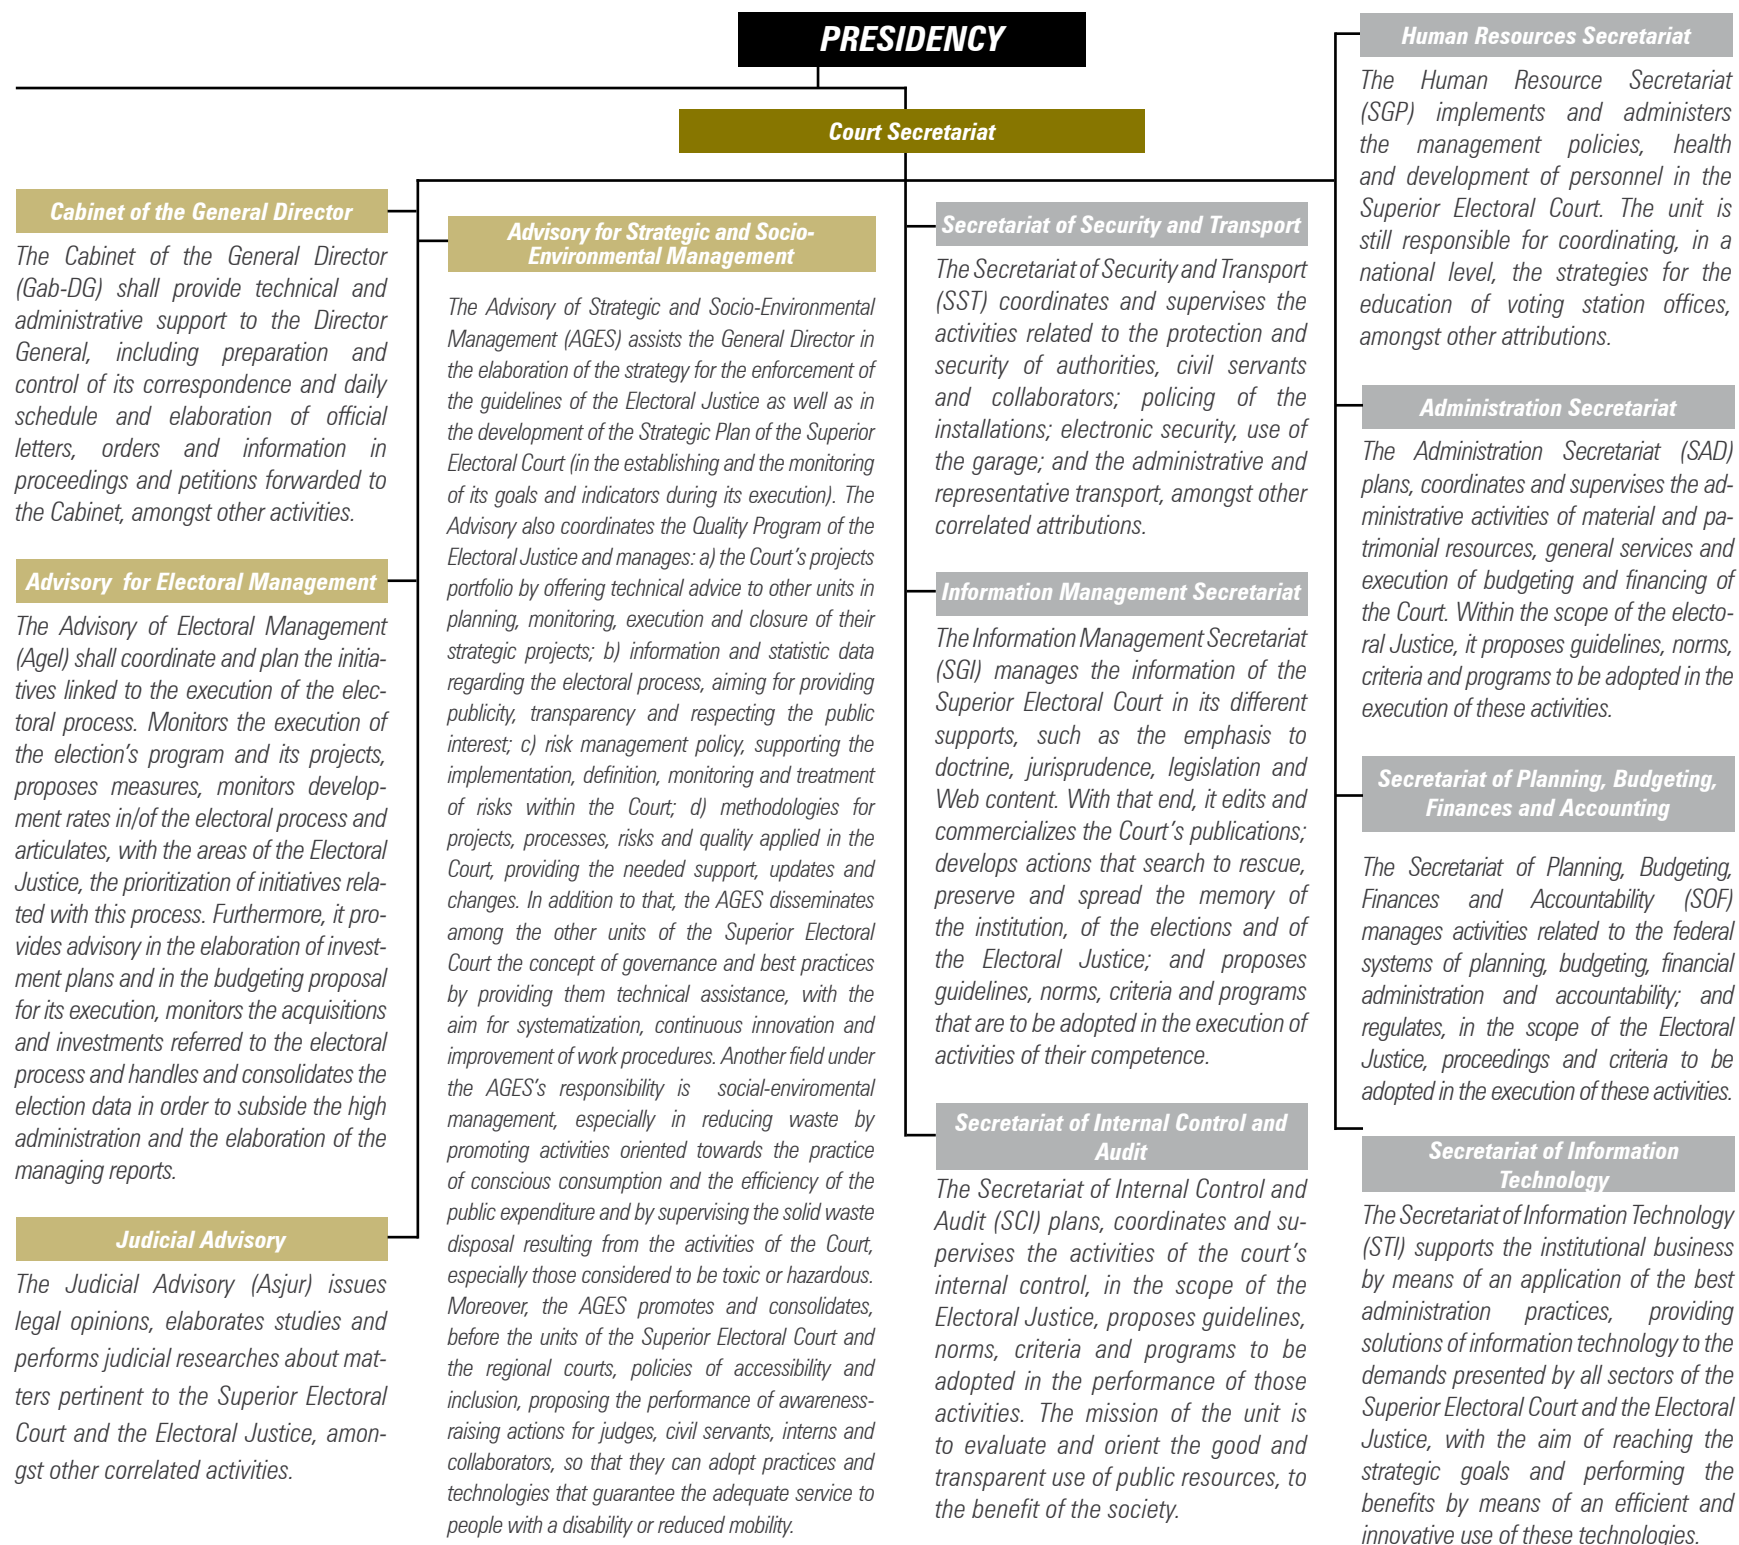 PRESIDENCY
Court Secretariat
Cabinet of the General Director
The Cabinet of the General Director
(Gab-DG) shall provide technical and
administrative support to the Director
General, including preparation and
control of its correspondence and daily
schedule and elaboration of official
letters, orders and information in
proceedings and petitions forwarded to
the Cabinet, amongst other activities.
Advisory for Electoral Management
The Advisory of Electoral Management
(Agel) shall coordinate and plan the initia-
tives linked to the execution of the elec-
toral process. Monitors the execution of
the election's program and its projects,
proposes measures, monitors develop-
ment rates in/of the electoral process and
articulates, with the areas of the Electoral
Justice, the prioritization of initiatives rela-
ted with this process. Furthermore, it pro-
vides advisory in the elaboration of invest-
ment plans and in the budgeting proposal
for its execution, monitors the acquisitions
and investments referred to the electoral
process and handles and consolidates the
election data in order to subside the high
administration and the elaboration of the
managing reports.
Judicial Advisory
The Judicial Advisory (Asjur) issues
legal opinions, elaborates studies and
performs judicial researches about mat-
ters pertinent to the Superior Electoral
Court and the Electoral Justice, amon-
gst other correlated activities.
Advisory for Strategic and Socio-
Environmental Management
The Advisory of Strategic and Socio-Environmental
Management (AGES) assists the General Director in
the elaboration of the strategy for the enforcement of
the guidelines of the Electoral Justice as well as in
the development of the Strategic Plan of the Superior
Electoral Court (in the establishing and the monitoring
of its goals and indicators during its execution). The
Advisory also coordinates the Quality Program of the
Electoral Justice and manages: a) the Court's projects
portfolio by offering technical advice to other units in
planning, monitoring, execution and closure of their
strategic projects; b) information and statistic data
regarding the electoral process, aiming for providing
publicity, transparency and respecting the public
interest; c) risk management policy, supporting the
implementation, definition, monitoring and treatment
of risks within the Court; d) methodologies for
projects, processes, risks and quality applied in the
Court, providing the needed support, updates and
changes. In addition to that, the AGES disseminates
among the other units of the Superior Electoral
Court the concept of governance and best practices
by providing them technical assistance, with the
aim for systematization, continuous innovation and
improvement of work procedures. Another field under
the AGES's responsibility is social-enviromental
management, especially in reducing waste by
promoting activities oriented towards the practice
of conscious consumption and the efficiency of the
public expenditure and by supervising the solid waste
disposal resulting from the activities of the Court,
especially those considered to be toxic or hazardous.
Moreover, the AGES promotes and consolidates,
before the units of the Superior Electoral Court and
the regional courts, policies of accessibility and
inclusion, proposing the performance of awareness-
raising actions for judges, civil servants, interns and
collaborators, so that they can adopt practices and
technologies that guarantee the adequate service to
people with a disability or reduced mobility.
Secretariat of Security and Transport
The Secretariat of Security and Transport
(SST) coordinates and supervises the
activities related to the protection and
security of authorities, civil servants
and collaborators; policing of the
installations; electronic security, use of
the garage; and the administrative and
representative transport, amongst other
correlated attributions.
Information Management Secretariat
The Information Management Secretariat
(SGI) manages the information of the
Superior Electoral Court in its different
supports, such as the emphasis to
doctrine, jurisprudence, legislation and
Web content. With that end, it edits and
commercializes the Court's publications;
develops actions that search to rescue,
preserve and spread the memory of
the institution, of the elections and of
the Electoral Justice; and proposes
guidelines, norms, criteria and programs
that are to be adopted in the execution of
activities of their competence.
Secretariat of Internal Control and
Audit
The Secretariat of Internal Control and
Audit (SCI) plans, coordinates and su-
pervises the activities of the court's
internal control, in the scope of the
Electoral Justice, proposes guidelines,
norms, criteria and programs to be
adopted in the performance of those
activities. The mission of the unit is
to evaluate and orient the good and
transparent use of public resources, to
the benefit of the society.
Human Resources Secretariat
The Human Resource Secretariat
(SGP) implements and administers
the management policies, health
and development of personnel in the
Superior Electoral Court. The unit is
still responsible for coordinating, in a
national level, the strategies for the
education of voting station offices,
amongst other attributions.
Administration Secretariat
The Administration Secretariat (SAD)
plans, coordinates and supervises the ad-
ministrative activities of material and pa-
trimonial resources, general services and
execution of budgeting and financing of
the Court. Within the scope of the electo-
ral Justice, it proposes guidelines, norms,
criteria and programs to be adopted in the
execution of these activities.
Secretariat of Planning, Budgeting,
Finances and Accounting
The Secretariat of Planning, Budgeting,
Finances and Accountability (SOF)
manages activities related to the federal
systems of planning, budgeting, financial
administration and accountability; and
regulates, in the scope of the Electoral
Justice, proceedings and criteria to be
adopted in the execution of these activities.
Secretariat of Information
Technology
The Secretariat of Information Technology
(STI) supports the institutional business
by means of an application of the best
administration practices, providing
solutions of information technology to the
demands presented by all sectors of the
Superior Electoral Court and the Electoral
Justice, with the aim of reaching the
strategic goals and performing the
benefits by means of an efficient and
innovative use of these technologies.